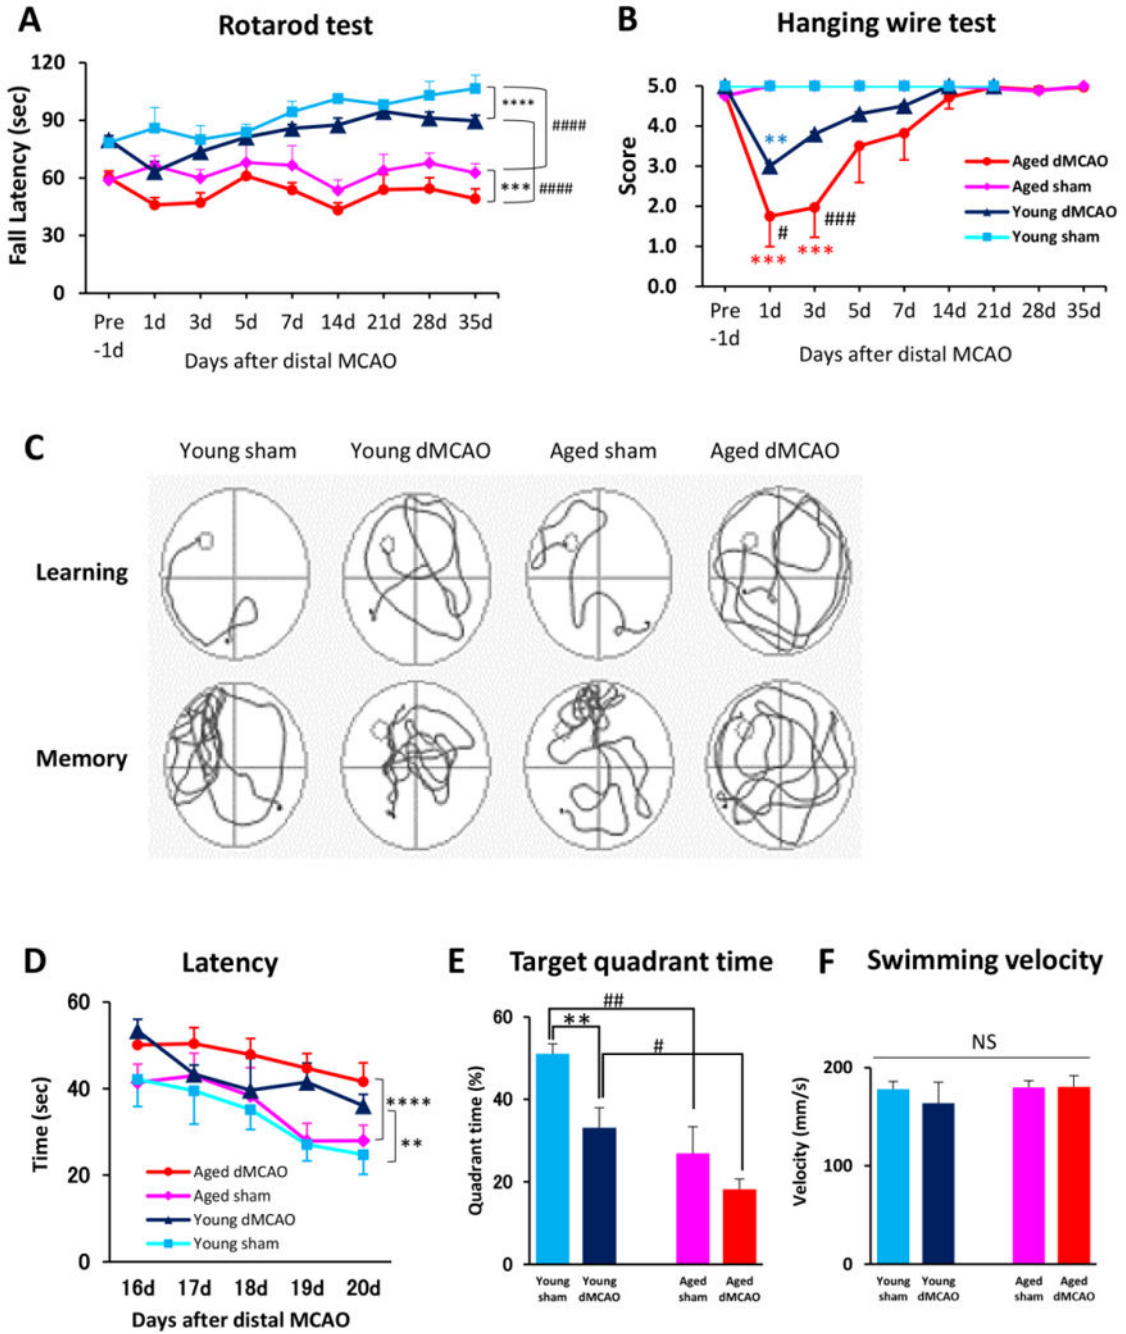 A
Rotarod test
120
90
60
30
0
Fall Latency (sec)
****
####
***
####
Pre -1d 1d 3d 5d 7d 14d 21d 28d 35d
Days after distal MCAO
B
Hanging wire test
5.0
4.0
3.0
2.0
1.0
0.0
Score
**
#
###
***
***
Aged dMCAO
Aged sham
Young dMCAO
Young sham
Pre -1d 1d 3d 5d 7d 14d 21d 28d 35d
Days after distal MCAO
C
Young sham Young dMCAO Aged sham Aged dMCAO
Learning
Memory
D
Latency
60
40
20
0
Time (sec)
****
**
Aged dMCAO
Aged sham
Young dMCAO
Young sham
16d 17d 18d 19d 20d
Days after distal MCAO
E
Target quadrant time
60
40
20
0
Quadrant time (%)
##
**
#
Young sham
Young dMCAO
Aged sham
Aged dMCAO
F
Swimming velocity
NS
200
100
0
Velocity (mm/s)
Young sham
Young dMCAO
Aged sham
Aged dMCAO